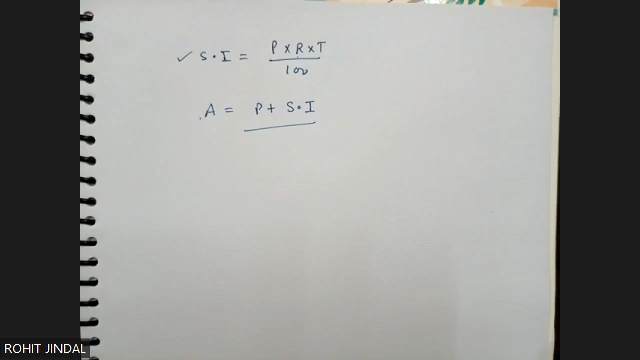 ✓ S.I = P × R × T
100
A = P + S.I
ROHIT JINDAL